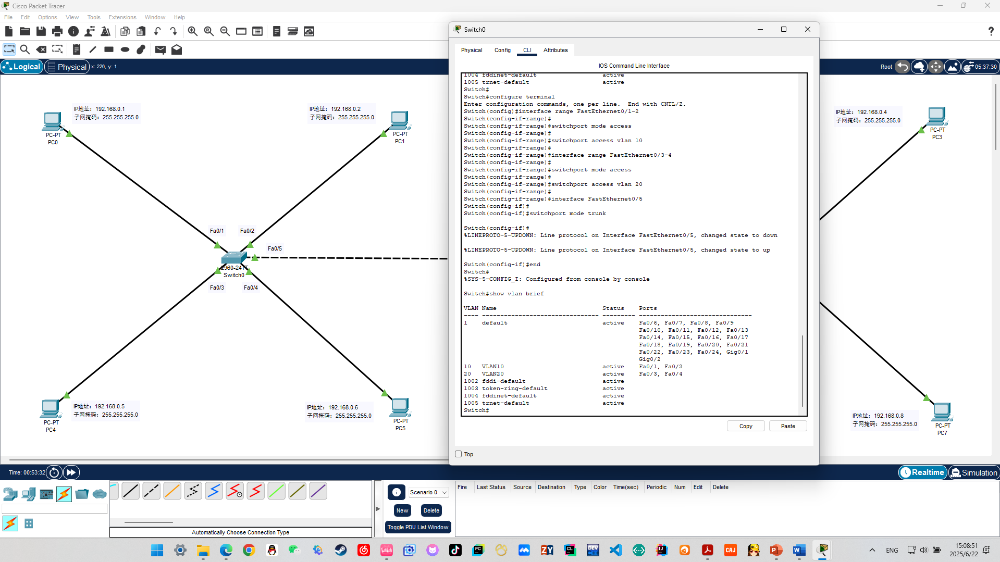 Cisco Packet Tracer
File Edit Options View Tools Extensions Window Help
Logical Physical x: 226, y: 1
Root 05:37:30
IP地址：192.168.0.1
子网掩码：255.255.255.0
PC-PT
PC0
IP地址：192.168.0.2
子网掩码：255.255.255.0
PC-PT
PC1
Fa0/1
Fa0/2
Fa0/5
2960-24TT
Switch0
Fa0/3
Fa0/4
IP地址：192.168.0.5
子网掩码：255.255.255.0
PC-PT
PC4
IP地址：192.168.0.6
子网掩码：255.255.255.0
PC-PT
PC5
Switch0
Physical Config CLI Attributes
IOS Command Line Interface
1004 fddinet-default active
1005 trnet-default active
Switch#
Switch#configure terminal
Enter configuration commands, one per line. End with CNTL/Z.
Switch(config)#interface range FastEthernet0/1-2
Switch(config-if-range)#
Switch(config-if-range)#switchport mode access
Switch(config-if-range)#
Switch(config-if-range)#switchport access vlan 10
Switch(config-if-range)#
Switch(config-if-range)#interface range FastEthernet0/3-4
Switch(config-if-range)#
Switch(config-if-range)#switchport mode access
Switch(config-if-range)#
Switch(config-if-range)#switchport access vlan 20
Switch(config-if-range)#
Switch(config-if-range)#interface FastEthernet0/5
Switch(config-if)#
Switch(config-if)#switchport mode trunk
Switch(config-if)#
%LINEPROTO-5-UPDOWN: Line protocol on Interface FastEthernet0/5, changed state to down
%LINEPROTO-5-UPDOWN: Line protocol on Interface FastEthernet0/5, changed state to up
Switch(config-if)#end
Switch#
%SYS-5-CONFIG_I: Configured from console by console
Switch#show vlan brief
VLAN Name Status Ports
---- -------------------------------- --------- -------------------------------
1 default active Fa0/6, Fa0/7, Fa0/8, Fa0/9
Fa0/10, Fa0/11, Fa0/12, Fa0/13
Fa0/14, Fa0/15, Fa0/16, Fa0/17
Fa0/18, Fa0/19, Fa0/20, Fa0/21
Fa0/22, Fa0/23, Fa0/24, Gig0/1
Gig0/2
10 VLAN10 active Fa0/1, Fa0/2
20 VLAN20 active Fa0/3, Fa0/4
1002 fddi-default active
1003 token-ring-default active
1004 fddinet-default active
1005 trnet-default active
Switch#
Copy Paste
Top
IP地址：192.168.0.4
子网掩码：255.255.255.0
PC-PT
PC3
IP地址：192.168.0.8
子网掩码：255.255.255.0
PC-PT
PC7
Time: 00:53:32
Realtime Simulation
Automatically Choose Connection Type
Scenario 0
New Delete
Toggle PDU List Window
Fire Last Status Source Destination Type Color Time(sec) Periodic Num Edit Delete
ENG
15:08:51
2025/6/22